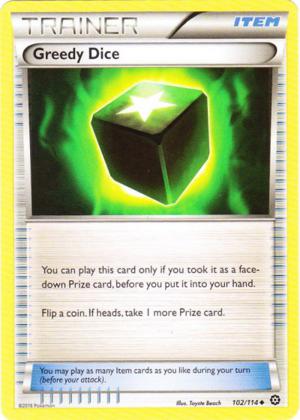 TRAINER ITEM
Greedy Dice
You can play this card only if you took it as a face-
down Prize card, before you put it into your hand.
Flip a coin. If heads, take 1 more Prize card.
You may play as many Item cards as you like during your turn
(before your attack).
©2016 Pokémon Illus. Toyste Beach 102/114